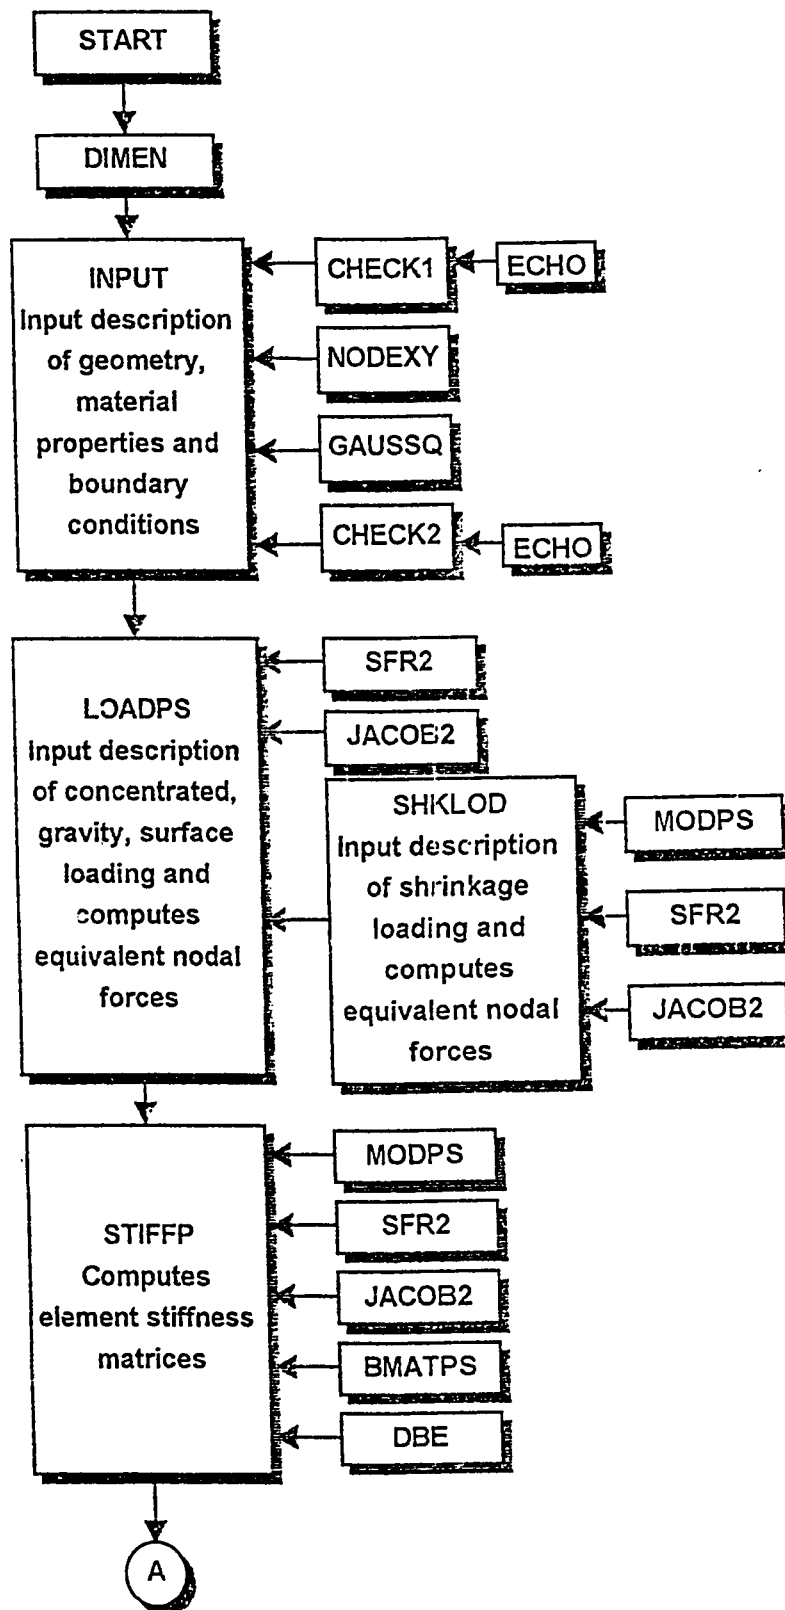 START
DIMEN
INPUT
Input description
of geometry,
material
properties and
boundary
conditions
CHECK1
ECHO
NODEXY
GAUSSQ
CHECK2
ECHO
LOADPS
Input description
of concentrated,
gravity, surface
loading and
computes
equivalent nodal
forces
SFR2
JACOB2
SHKLOD
Input description
of shrinkage
loading and
computes
equivalent nodal
forces
MODPS
SFR2
JACOB2
STIFFP
Computes
element stiffness
matrices
MODPS
SFR2
JACOB2
BMATPS
DBE
A